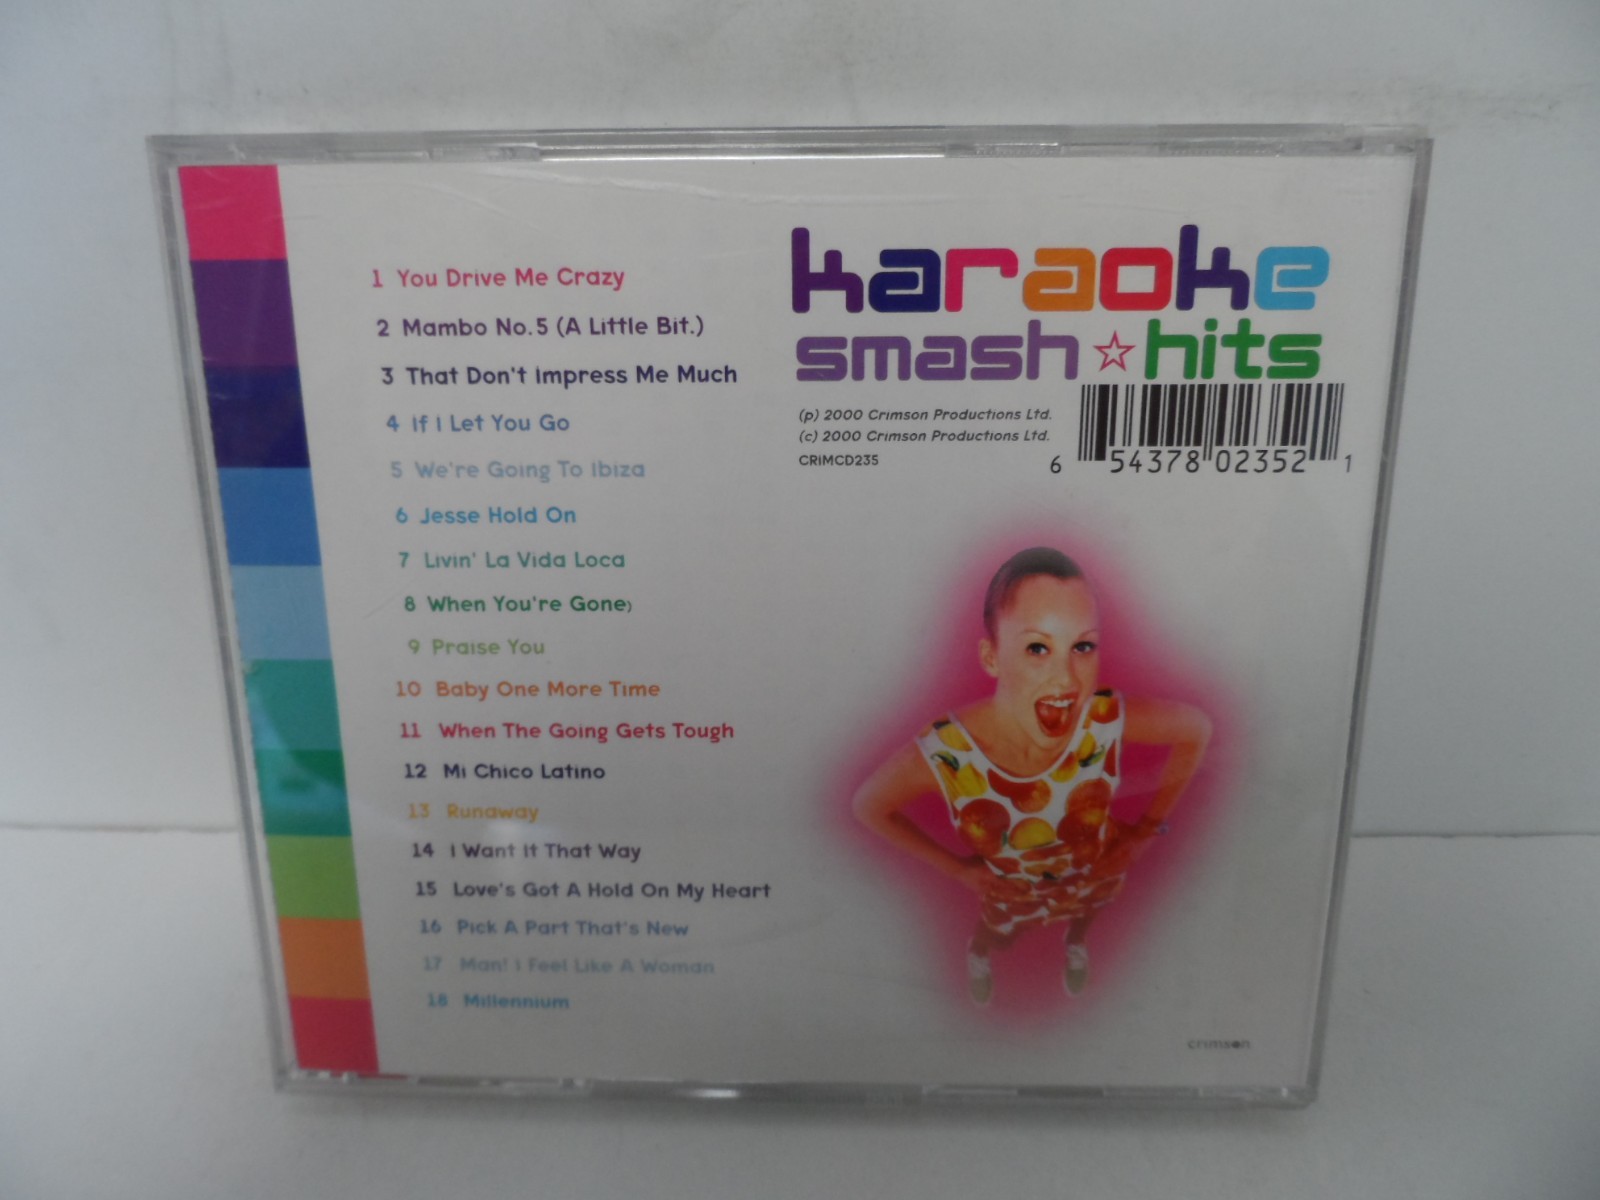 1 You Drive Me Crazy
2 Mambo No.5 (A Little Bit.)
3 That Don't Impress Me Much
4 If I Let You Go
5 We're Going To Ibiza
6 Jesse Hold On
7 Livin' La Vida Loca
8 When You're Gone)
9 Praise You
10 Baby One More Time
11 When The Going Gets Tough
12 Mi Chico Latino
13 Runaway
14 I Want It That Way
15 Love's Got A Hold On My Heart
16 Pick A Part That's New
17 Man! I Feel Like A Woman
18 Millennium
karaoke
smash☆hits
(p) 2000 Crimson Productions Ltd.
(c) 2000 Crimson Productions Ltd.
CRIMCD235
6 54378 02352 1
crimson